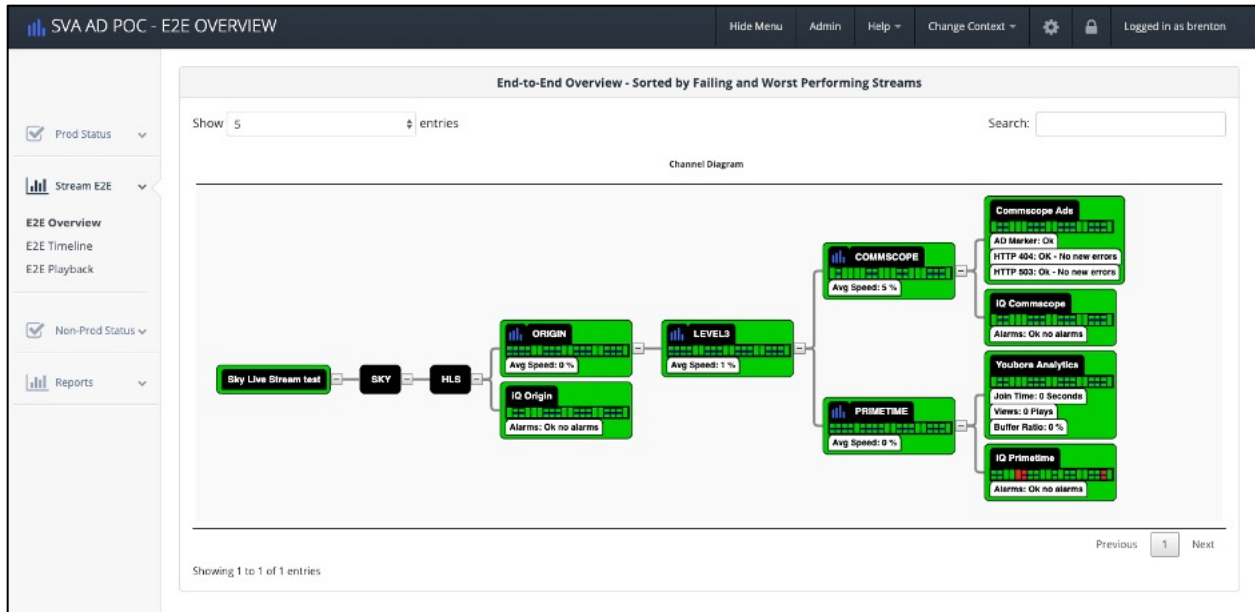 SVA AD POC - E2E OVERVIEW
Hide Menu
Admin
Help
Change Context
Logged in as brenton
Prod Status
Stream E2E
E2E Overview
E2E Timeline
E2E Playback
Non-Prod Status
Reports
End-to-End Overview - Sorted by Failing and Worst Performing Streams
Show 5 entries
Search:
Channel Diagram
Sky Live Stream test
SKY
HLS
ORIGIN
Avg Speed: 0 %
iQ Origin
Alarms: Ok no alarms
LEVEL3
Avg Speed: 1 %
COMMSCOPE
Avg Speed: 5 %
PRIMETIME
Avg Speed: 0 %
Commscope Ads
AD Marker: Ok
HTTP 404: OK - No new errors
HTTP 503: Ok - No new errors
IQ Commscope
Alarms: Ok no alarms
Youbora Analytics
Join Time: 0 Seconds
Views: 0 Plays
Buffer Ratio: 0 %
IQ Primetime
Alarms: Ok no alarms
Previous 1 Next
Showing 1 to 1 of 1 entries